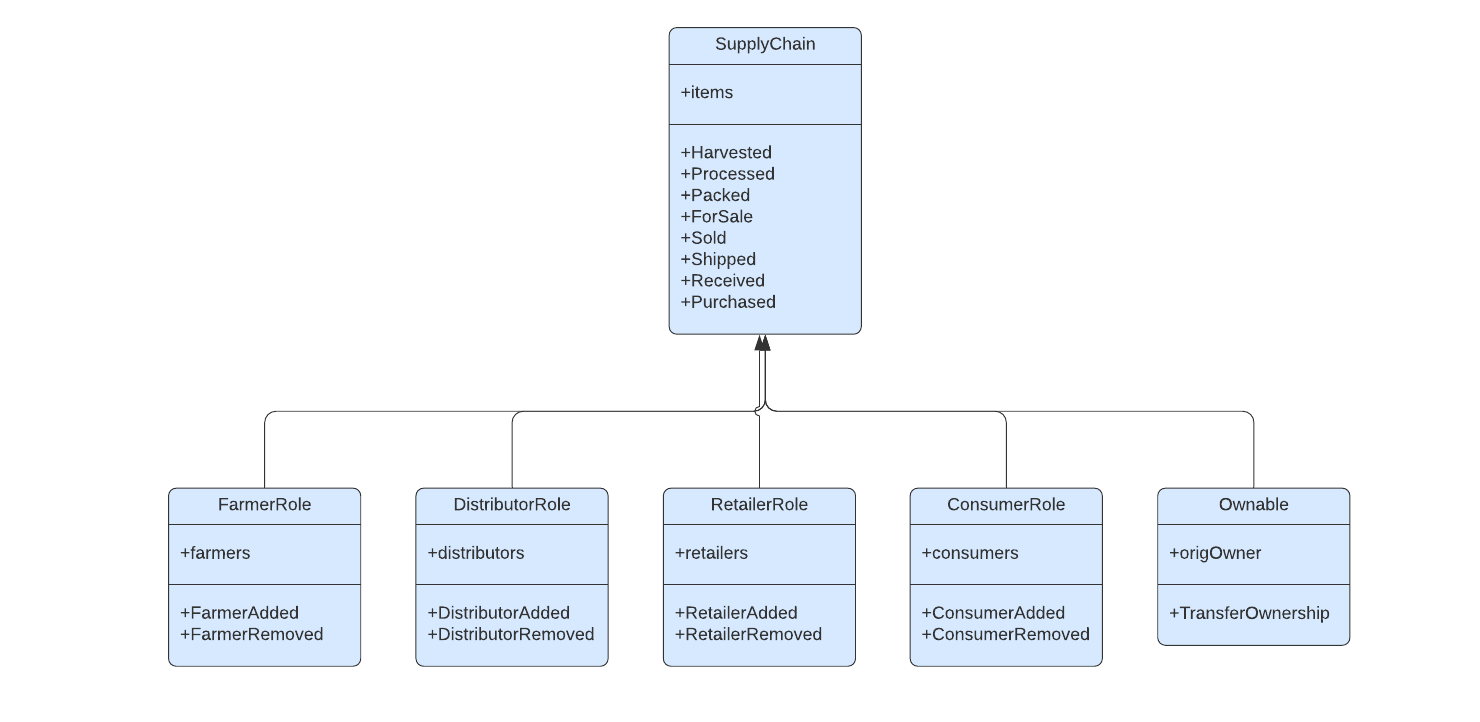 SupplyChain
+items
+Harvested
+Processed
+Packed
+ForSale
+Sold
+Shipped
+Received
+Purchased
FarmerRole
+farmers
+FarmerAdded
+FarmerRemoved
DistributorRole
+distributors
+DistributorAdded
+DistributorRemoved
RetailerRole
+retailers
+RetailerAdded
+RetailerRemoved
ConsumerRole
+consumers
+ConsumerAdded
+ConsumerRemoved
Ownable
+origOwner
+TransferOwnership